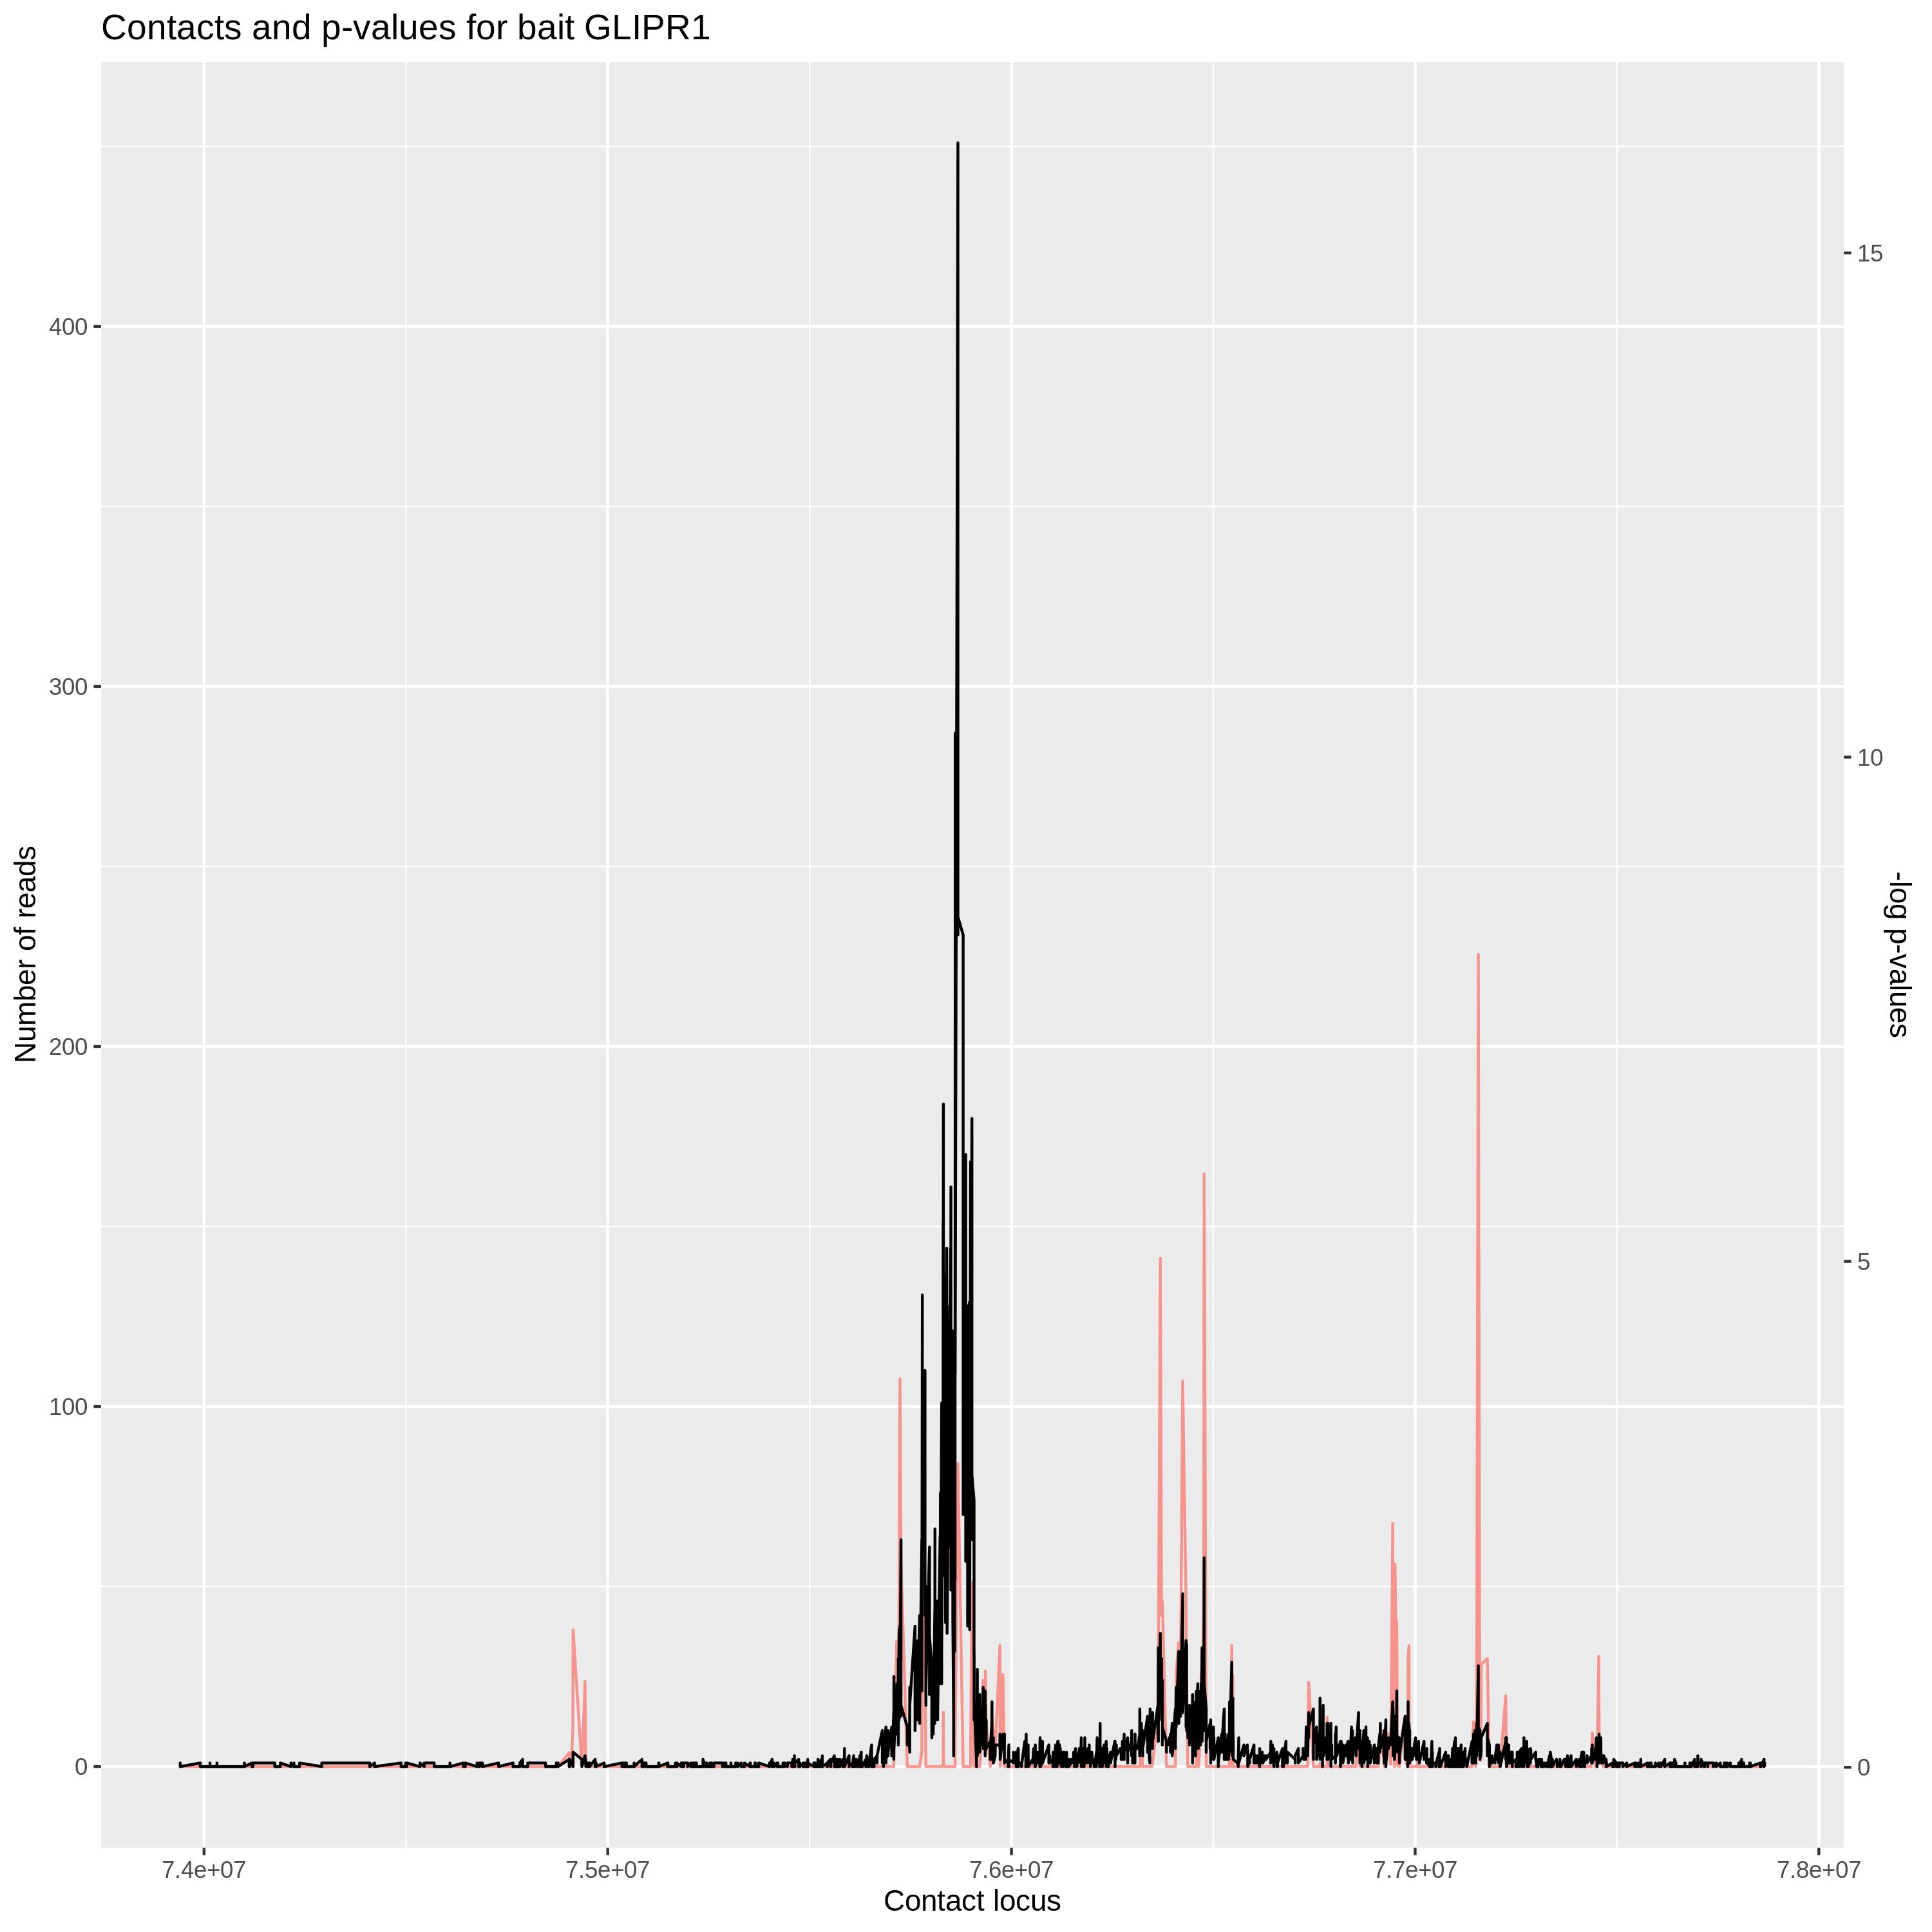 Contacts and p-values for bait GLIPR1
400
300
200
100
0
Number of reads
15
10
5
0
-log p-values
7.4e+07
7.5e+07
7.6e+07
7.7e+07
7.8e+07
Contact locus